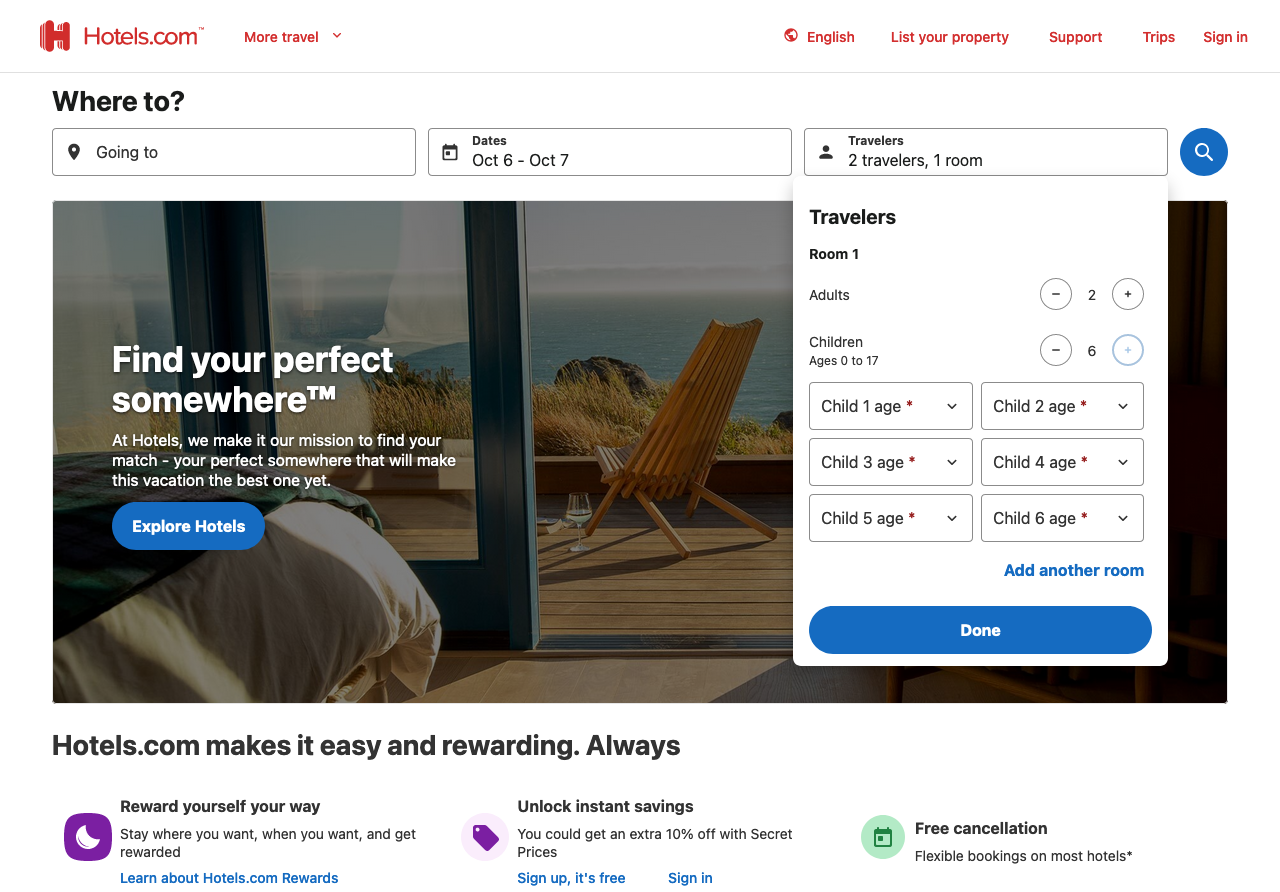 Hotels.com™
More travel
English
List your property
Support
Trips
Sign in
Where to?
Going to
Dates
Oct 6 - Oct 7
Travelers
2 travelers, 1 room
Travelers
Room 1
Adults
2
Children
Ages 0 to 17
6
Child 1 age *
Child 2 age *
Child 3 age *
Child 4 age *
Child 5 age *
Child 6 age *
Add another room
Done
Find your perfect
somewhere™
At Hotels, we make it our mission to find your
match - your perfect somewhere that will make
this vacation the best one yet.
Explore Hotels
Hotels.com makes it easy and rewarding. Always
Reward yourself your way
Stay where you want, when you want, and get
rewarded
Learn about Hotels.com Rewards
Unlock instant savings
You could get an extra 10% off with Secret
Prices
Sign up, it's free
Sign in
Free cancellation
Flexible bookings on most hotels*